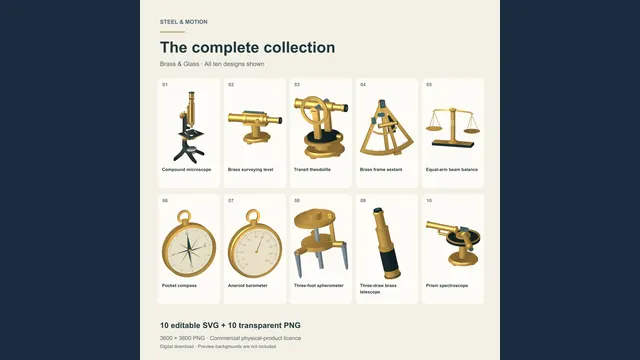 STEEL & MOTION
The complete collection
Brass & Glass · All ten designs shown
01
02
03
04
05
Compound microscope
Brass surveying level
Transit theodolite
Brass frame sextant
Equal-arm beam balance
06
07
08
09
10
Pocket compass
Aneroid barometer
Three-foot spherometer
Three-draw brass
telescope
Prism spectroscope
10 editable SVG + 10 transparent PNG
3600 × 3600 PNG · Commercial physical-product licence
Digital download · Preview backgrounds are not included